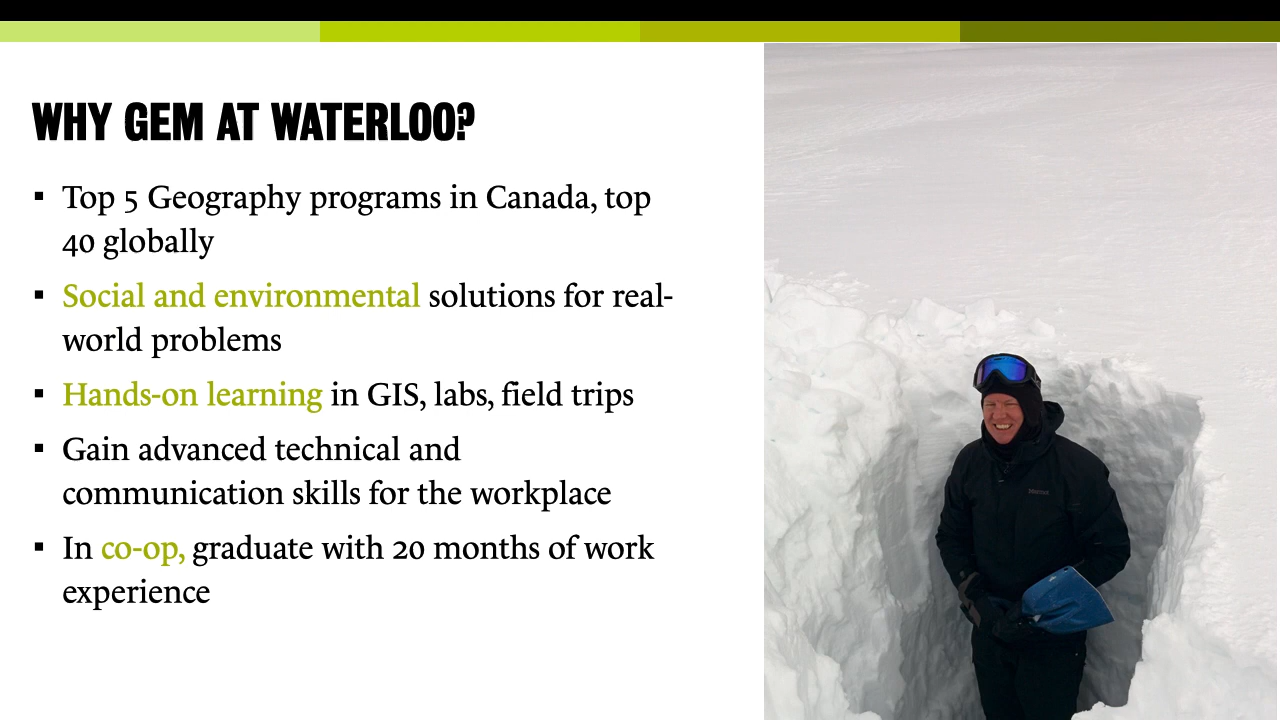 WHY GEM AT WATERLOO?
▪ Top 5 Geography programs in Canada, top
40 globally
▪ Social and environmental solutions for real-
world problems
▪ Hands-on learning in GIS, labs, field trips
▪ Gain advanced technical and
communication skills for the workplace
▪ In co-op, graduate with 20 months of work
experience
Marmot